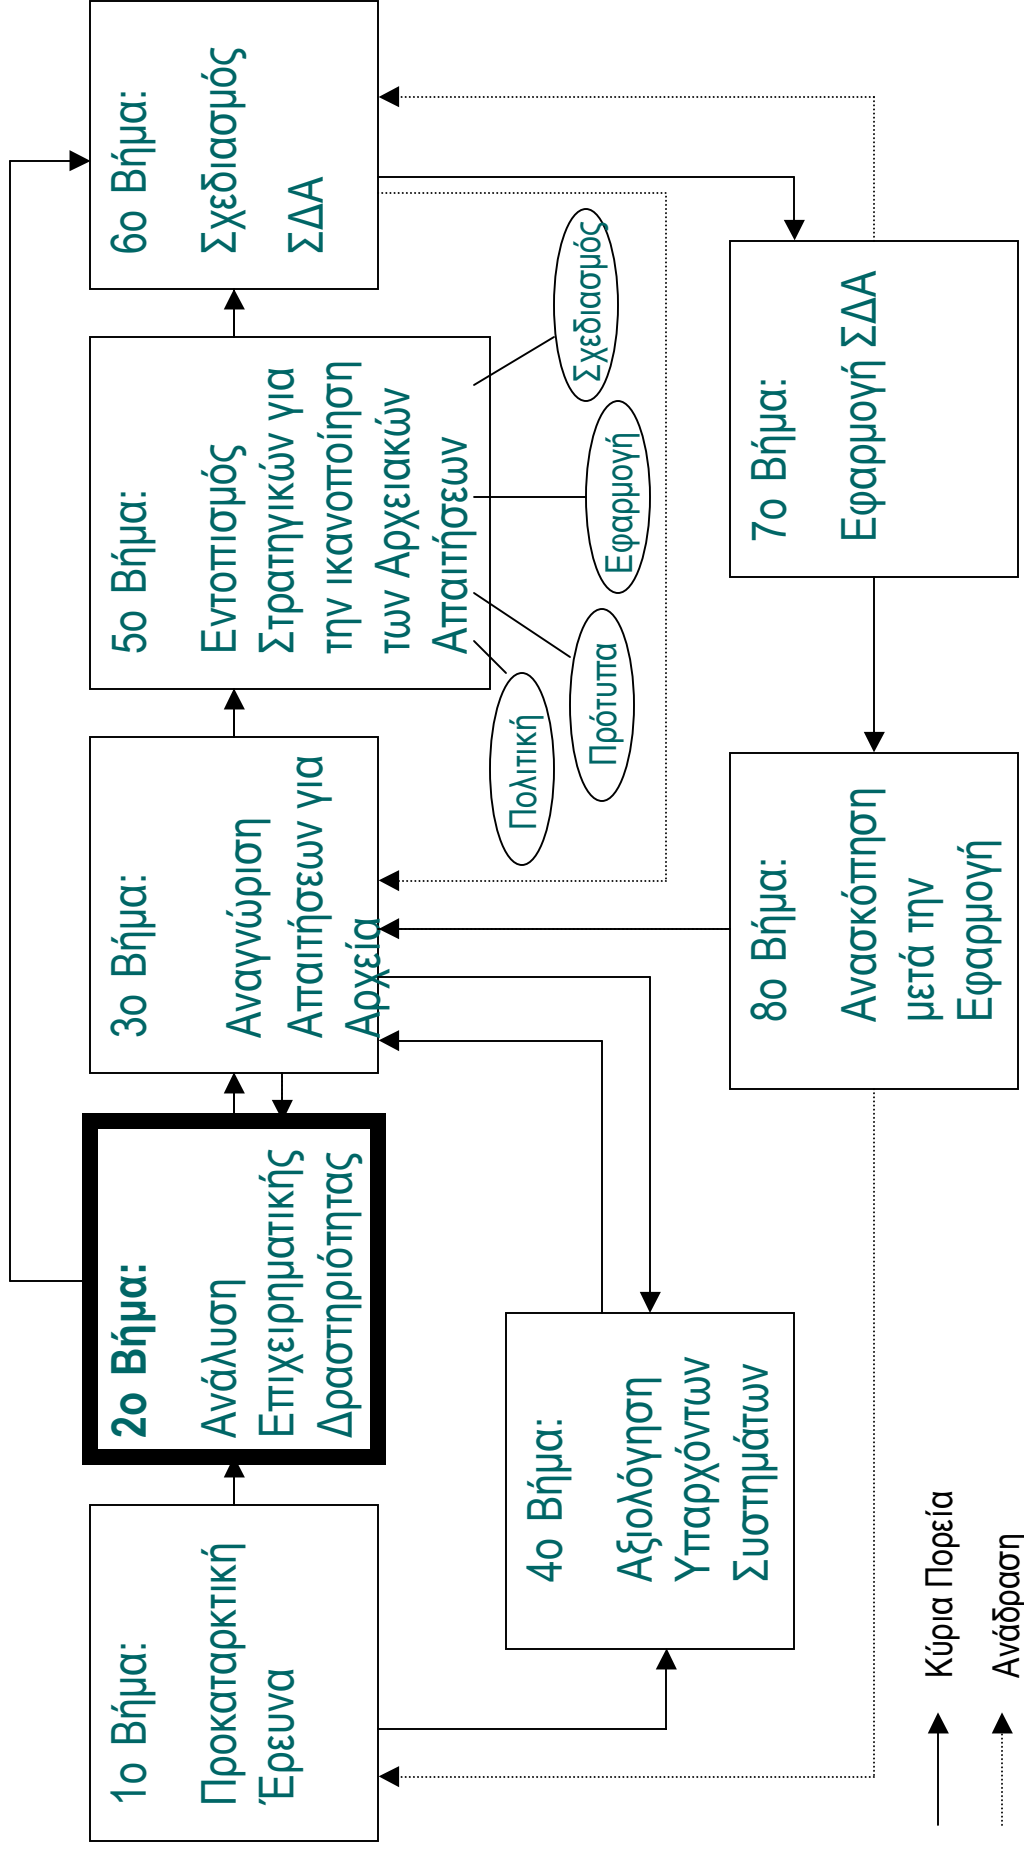 1ο Βήμα:
Προκαταρκτική
Έρευνα
2ο Βήμα:
Ανάλυση
Επιχειρηματικής
Δραστηριότητας
3ο Βήμα:
Αναγνώριση
Απαιτήσεων για
Αρχεία
5ο Βήμα:
Εντοπισμός
Στρατηγικών για
την ικανοποίηση
των Αρχειακών
Απαιτήσεων
6ο Βήμα:
Σχεδιασμός
ΣΔΑ
Πολιτική
Πρότυπα
Εφαρμογή
Σχεδιασμός
4ο Βήμα:
Αξιολόγηση
Υπαρχόντων
Συστημάτων
8ο Βήμα:
Ανασκόπηση
μετά την
Εφαρμογή
7ο Βήμα:
Εφαρμογή ΣΔΑ
Κύρια Πορεία
Ανάδραση